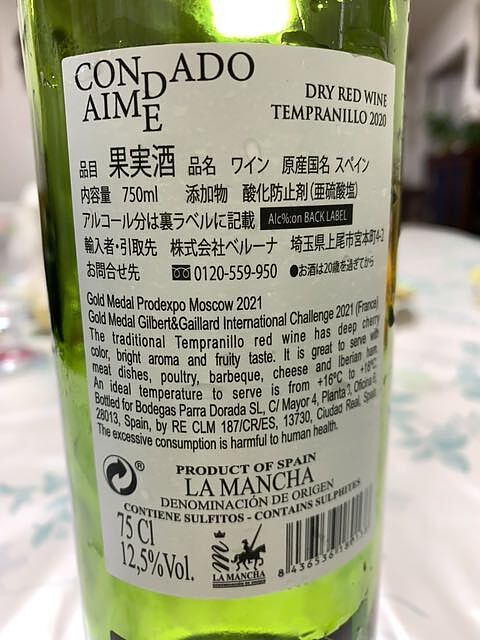 CONDADO
DE AIME
DRY RED WINE
TEMPRANILLO 2020
品目 果実酒 品名 ワイン 原産国名 スペイン
内容量 750ml 添加物 酸化防止剤(亜硫酸塩)
アルコール分は裏ラベルに記載 Alc%:on BACK LABEL
輸入者・引取先 株式会社ベルーナ 埼玉県上尾市宮本町4-2
お問合せ先 0120-559-950 ●お酒は20歳を過ぎてから
Gold Medal Prodexpo Moscow 2021
Gold Medal Gilbert&Gaillard International Challenge 2021 (France)
The traditional Tempranillo red wine has deep cherry
color, bright aroma and fruity taste. It is great to serve with
meat dishes, poultry, barbeque, cheese and Iberian ham.
An ideal temperature to serve is from +16°C to +18°C.
Bottled for Bodegas Parra Dorada SL, C/ Mayor 4, Planta
28013, Spain, by RE CLM 187/CR/ES, 13730, Ciudad Real, Spain.
The excessive consumption is harmful to human health.
PRODUCT OF SPAIN
LA MANCHA
DENOMINACIÓN DE ORIGEN
CONTIENE SULFITOS - CONTAINS SULPHITES
75 Cl
12,5%Vol.
m
LA MANCHA